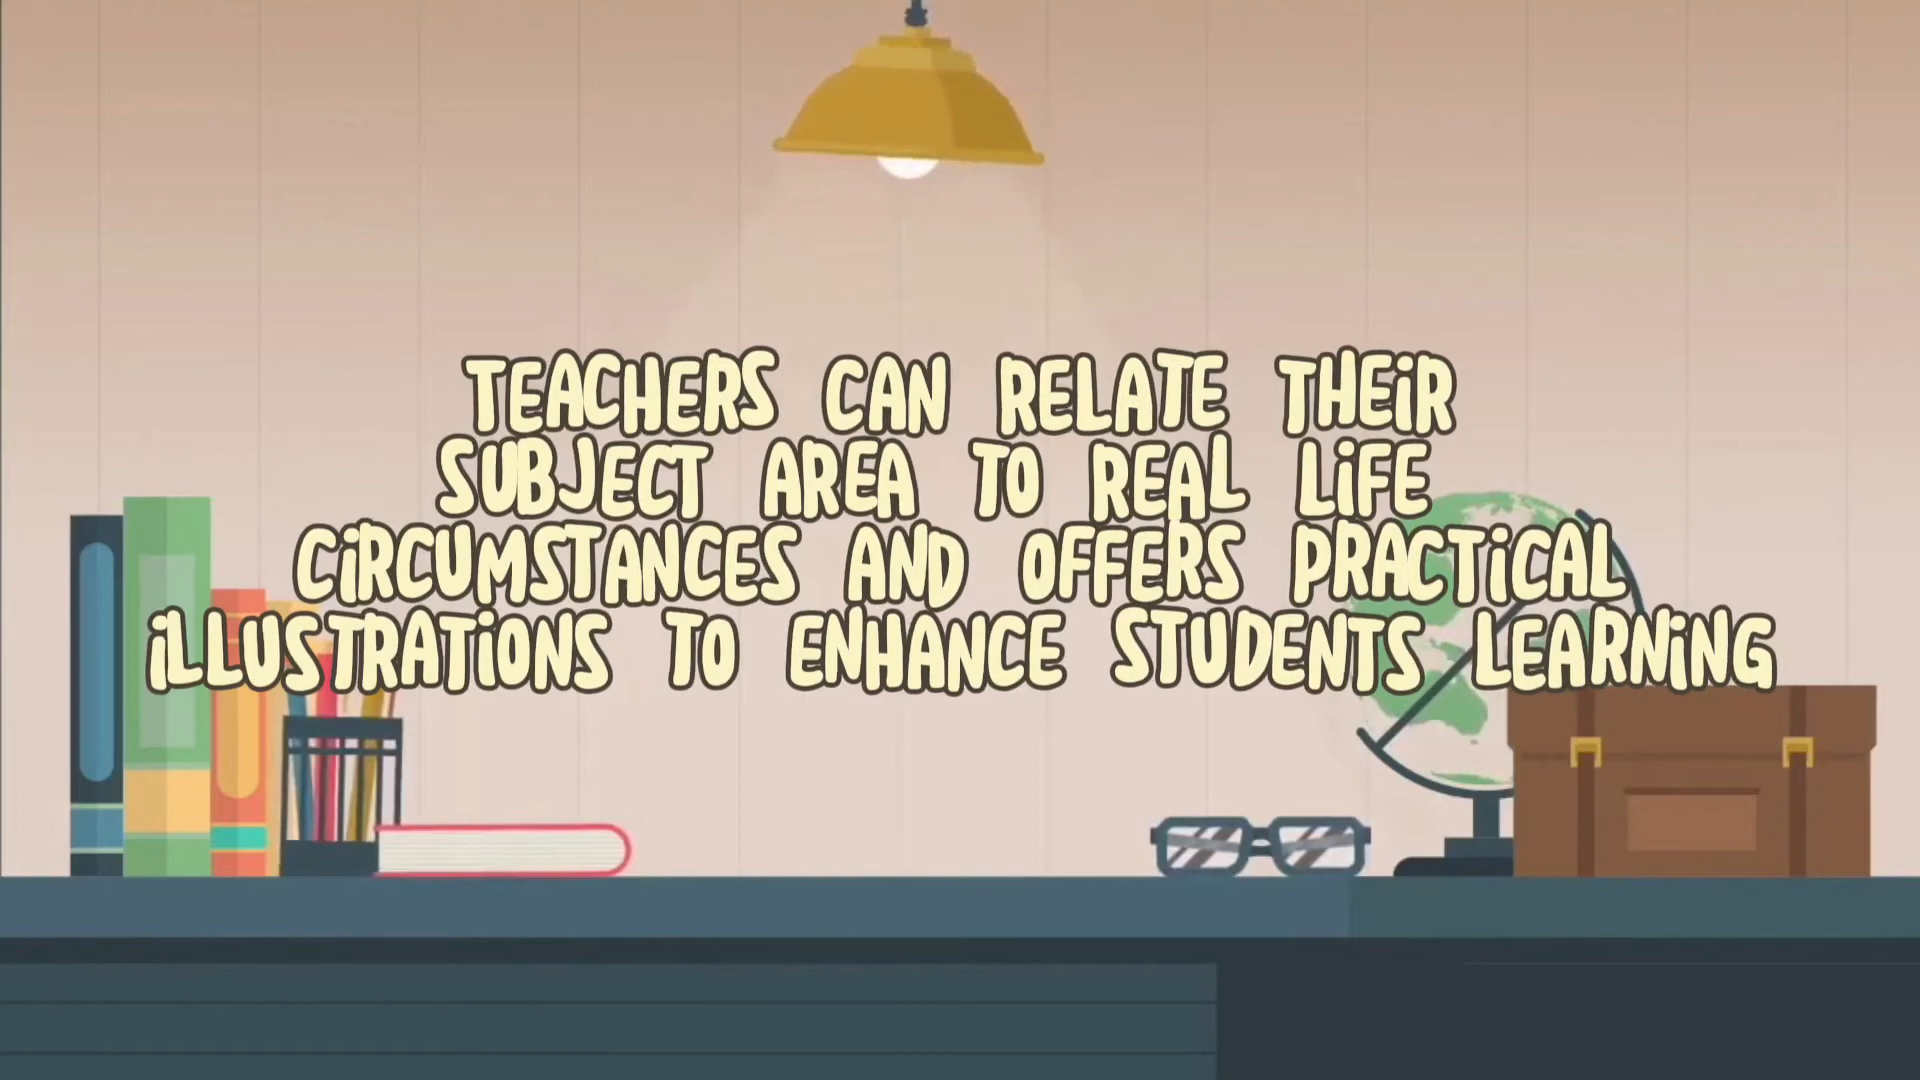 TEACHERS CAN RELATE THEIR
SUBJECT AREA TO REAL LIFE
CIRCUMSTANCES AND OFFERS PRACTICAL
ILLUSTRATIONS TO ENHANCE STUDENTS LEARNING